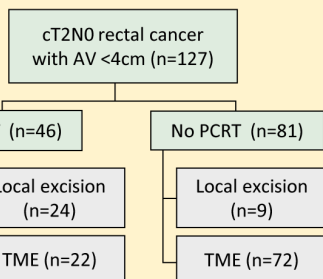 cT2N0 rectal cancer
with AV <4cm (n=127)
(n=46)
No PCRT (n=81)
Local excision
(n=24)
Local excision
(n=9)
TME (n=22)
TME (n=72)